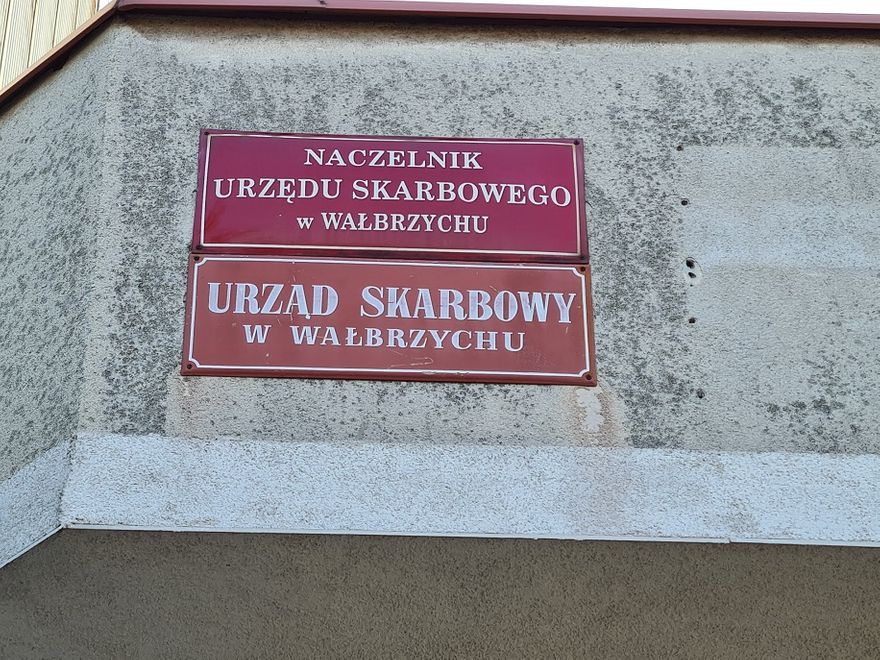 NACZELNIK
URZĘDU SKARBOWEGO
w WAŁBRZYCHU
URZĄD SKARBOWY
W WAŁBRZYCHU